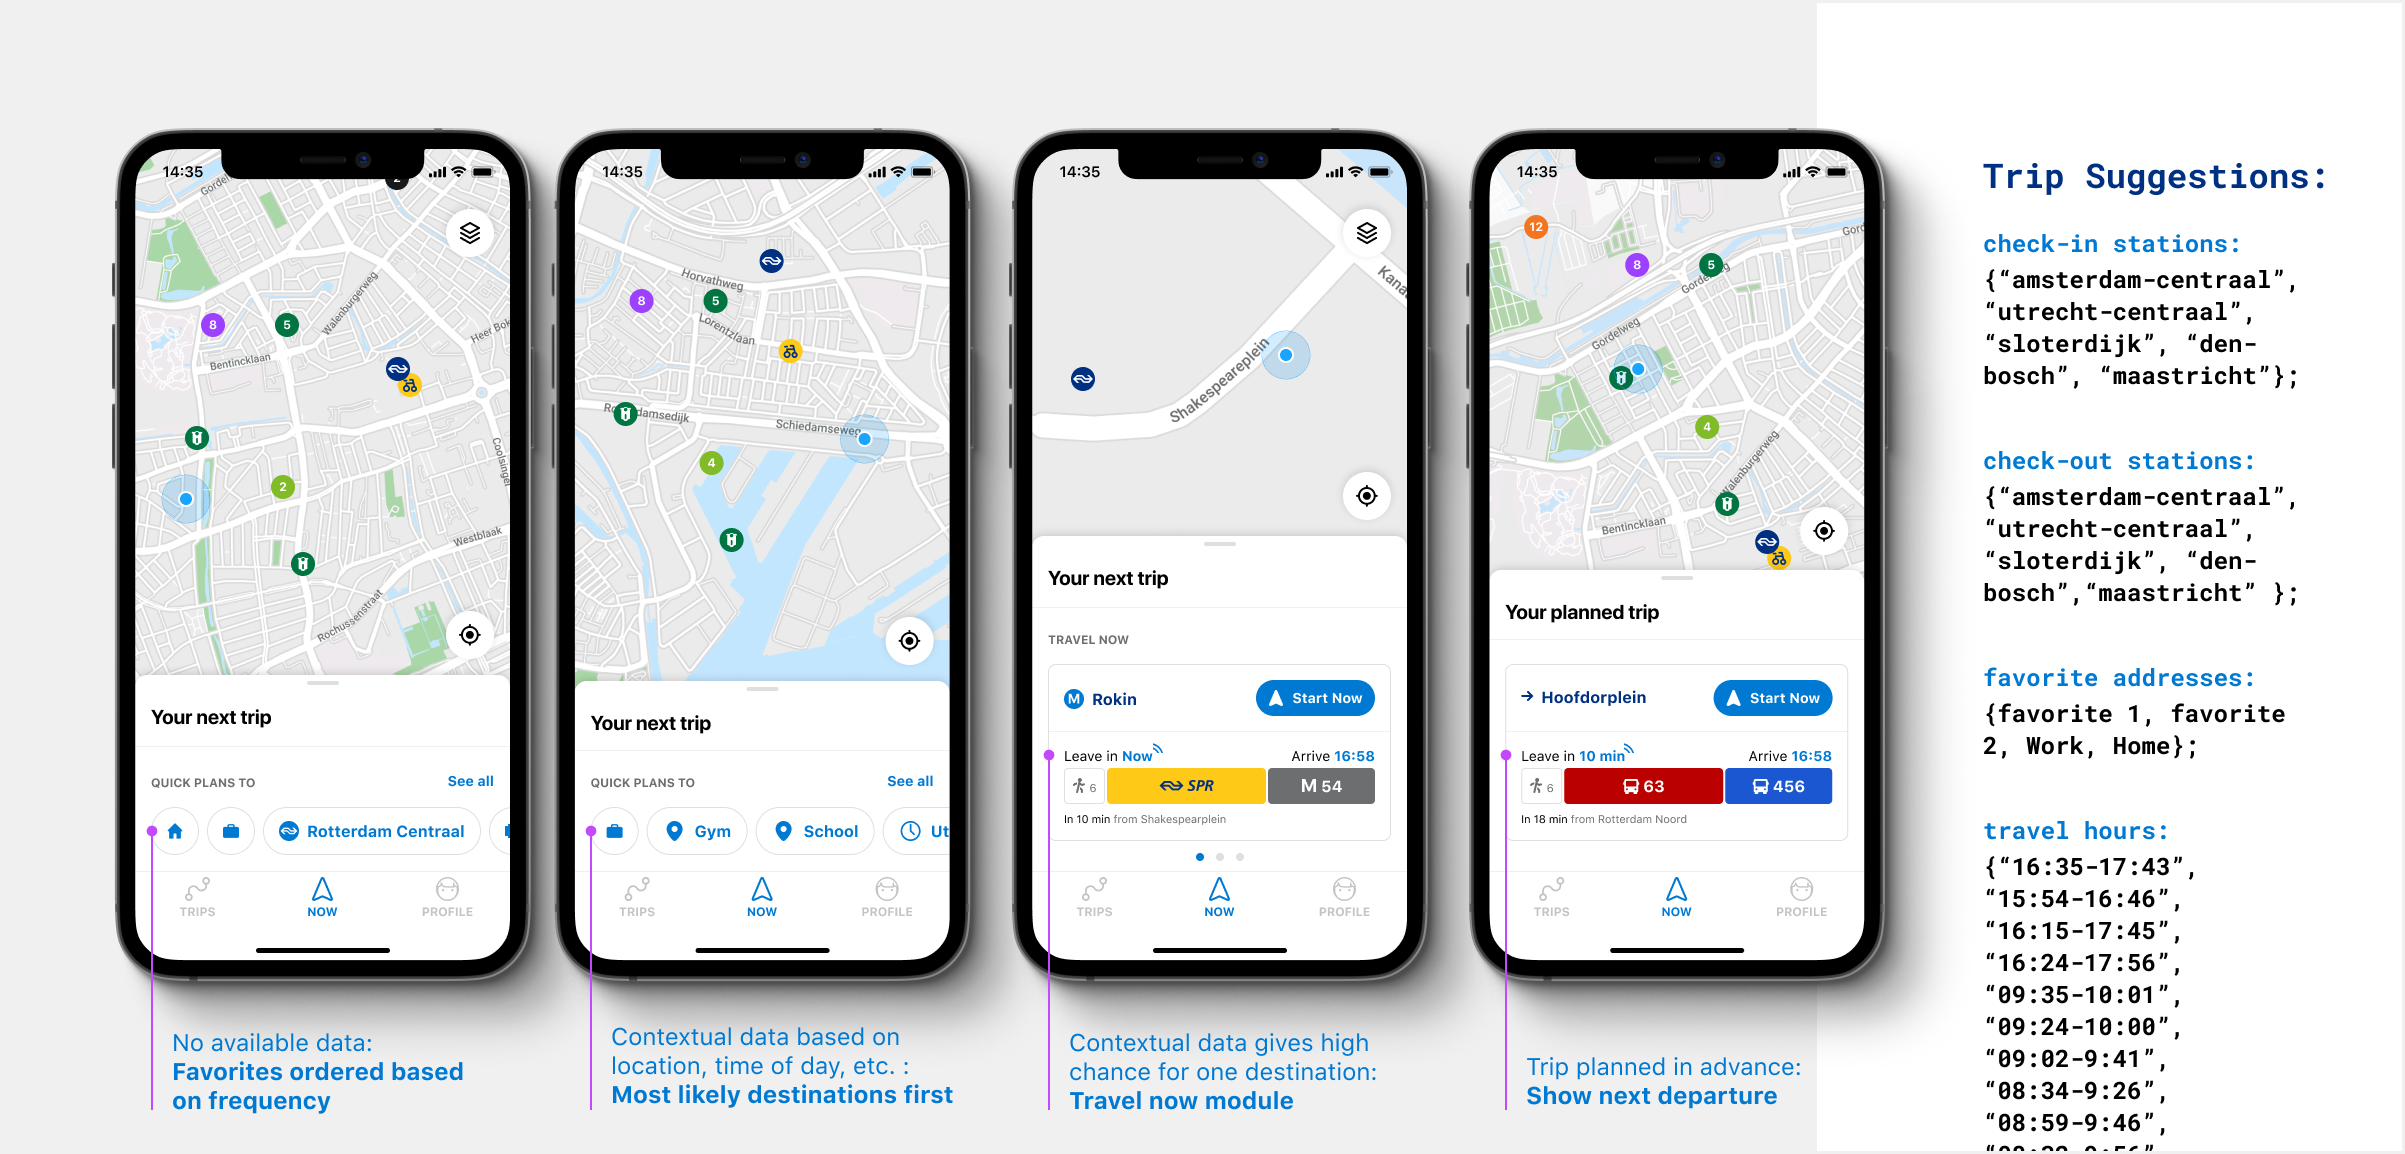 14:35
Gordel
2
Walenburgerweg
Heer Bok
8
5
Bentincklaan
Coolsingel
2
Westblaak
Rochussenstraat
Your next trip
QUICK PLANS TO
See all
Rotterdam Centraal
TRIPS
NOW
PROFILE
No available data:
Favorites ordered based
on frequency
14:35
Horvathweg
8
5
Lorentzlaan
damsedijk
Schiedamseweg
4
Your next trip
QUICK PLANS TO
See all
Gym
School
Ut
TRIPS
NOW
PROFILE
Contextual data based on
location, time of day, etc. :
Most likely destinations first
14:35
Kana
Shakespeareplein
Your next trip
TRAVEL NOW
M Rokin
Start Now
Leave in Now
Arrive 16:58
6
SPR
M 54
In 10 min from Shakespearplein
TRIPS
NOW
PROFILE
Contextual data gives high
chance for one destination:
Travel now module
14:35
12
Gord
8
5
Gordelweg
Gordelweg
4
Walenburgerweg
Bentincklaan
Your planned trip
Hoofdorplein
Start Now
Leave in 10 min
Arrive 16:58
6
63
456
In 18 min from Rotterdam Noord
TRIPS
NOW
PROFILE
Trip planned in advance:
Show next departure
Trip Suggestions:
check-in stations:
{“amsterdam-centraal”,
“utrecht-centraal”,
“sloterdijk”, “den-
bosch”, “maastricht”};
check-out stations:
{“amsterdam-centraal”,
“utrecht-centraal”,
“sloterdijk”, “den-
bosch”,“maastricht” };
favorite addresses:
{favorite 1, favorite
2, Work, Home};
travel hours:
{“16:35-17:43”,
“15:54-16:46”,
“16:15-17:45”,
“16:24-17:56”,
“09:35-10:01”,
“09:24-10:00”,
“09:02-9:41”,
“08:34-9:26”,
“08:59-9:46”,